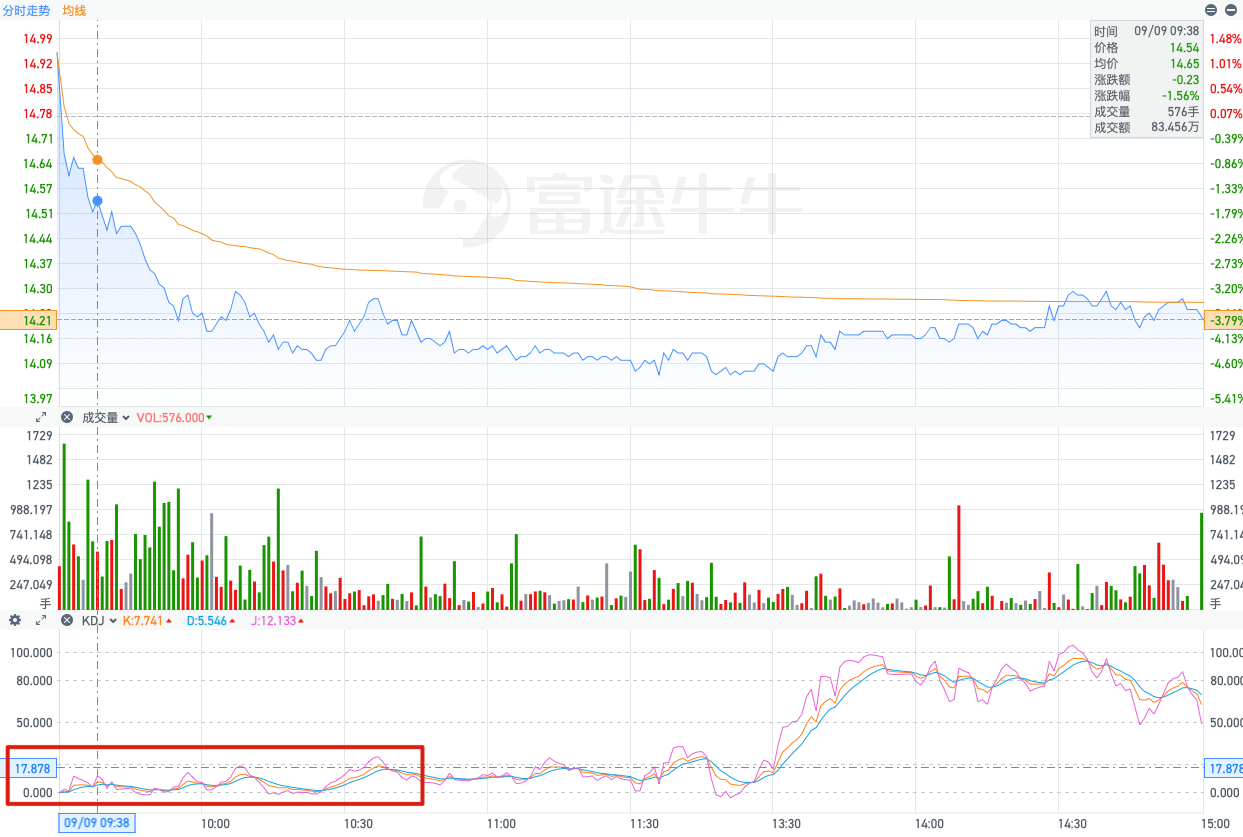 分时走势 均线
时间 09/09 09:38
价格 14.54
均价 14.65
涨跌额 -0.23
涨跌幅 -1.56%
成交量 576手
成交额 83.456万
14.99 1.48%
14.92 1.01%
14.85 0.54%
14.78 0.07%
14.71 -0.39%
14.64 -0.86%
14.57 -1.33%
14.51 -1.79%
14.44 -2.26%
14.37 -2.73%
14.30 -3.20%
14.21 -3.79%
14.16 -4.13%
14.09 -4.60%
13.97 -5.41%
富途牛牛
成交量 VOL:576.000
1729 1729
1482 1482
1235 1235
988.197 988.19
741.148 741.14
494.098 494.09
247.049 247.04
手 手
KDJ K:7.741 D:5.546 J:12.133
100.000 100.00
80.000 80.000
50.000 50.000
17.878 17.878
0.000 0.000
09/09 09:38 10:00 10:30 11:00 11:30 13:30 14:00 14:30 15:00